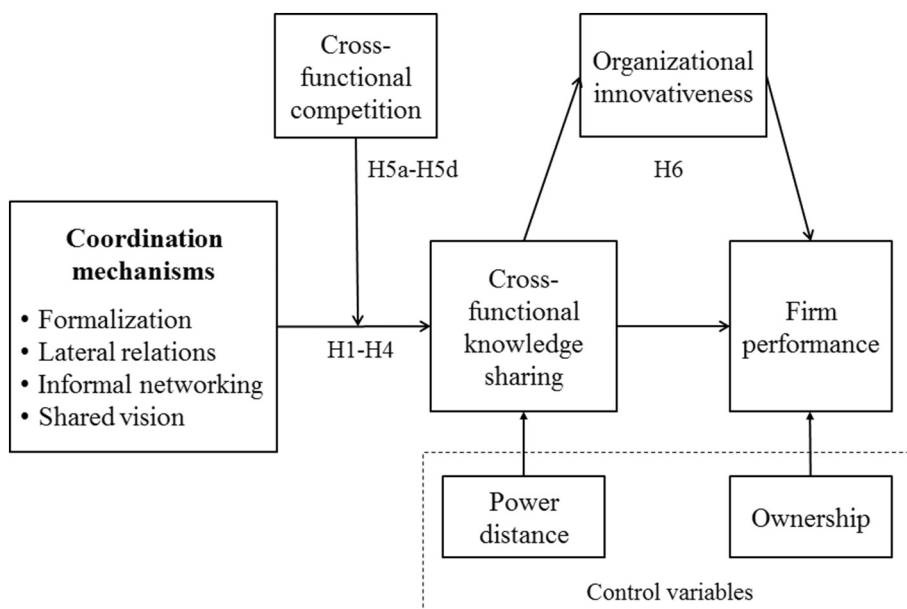 Cross-
functional
competition
Organizational
innovativeness
H5a-H5d
H6
Coordination
mechanisms
• Formalization
• Lateral relations
• Informal networking
• Shared vision
H1-H4
Cross-
functional
knowledge
sharing
Firm
performance
Power
distance
Ownership
Control variables